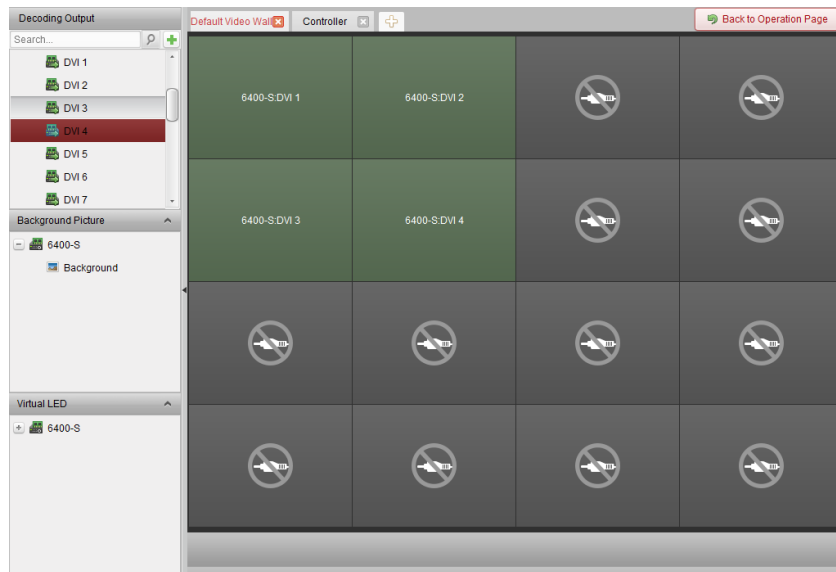 Decoding Output
Default Video Wall
Controller
Back to Operation Page
Search...
DVI 1
DVI 2
DVI 3
DVI 4
DVI 5
DVI 6
DVI 7
Background Picture
6400-S
Background
Virtual LED
6400-S
6400-S:DVI 1
6400-S:DVI 2
6400-S:DVI 3
6400-S:DVI 4